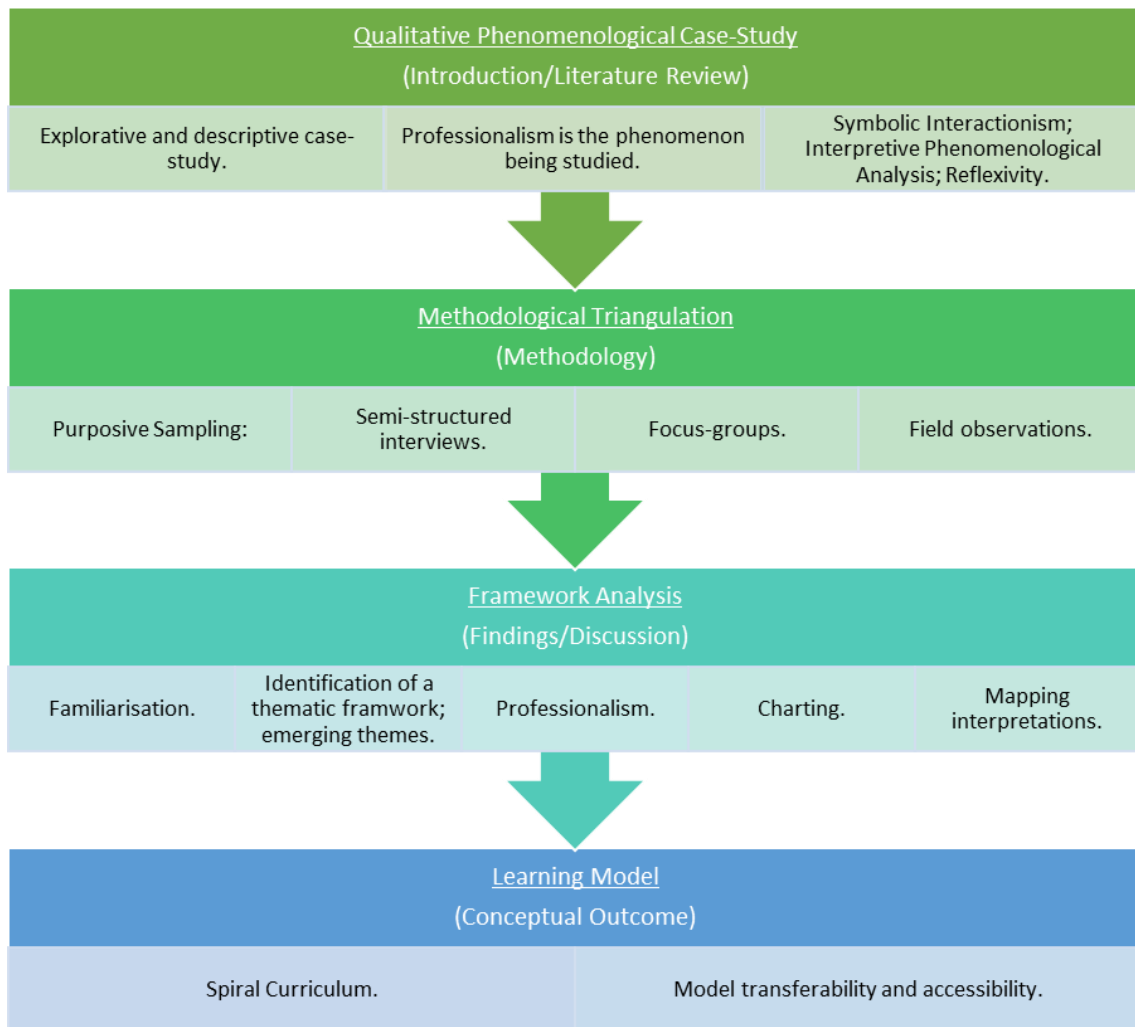 Qualitative Phenomenological Case-Study
(Introduction/Literature Review)
Explorative and descriptive case-
study.
Professionalism is the phenomenon
being studied.
Symbolic Interactionism;
Interpretive Phenomenological
Analysis; Reflexivity.
Methodological Triangulation
(Methodology)
Purposive Sampling:
Semi-structured
interviews.
Focus-groups.
Field observations.
Framework Analysis
(Findings/Discussion)
Familiarisation.
Identification of a
thematic framwork;
emerging themes.
Professionalism.
Charting.
Mapping
interpretations.
Learning Model
(Conceptual Outcome)
Spiral Curriculum.
Model transferability and accessibility.